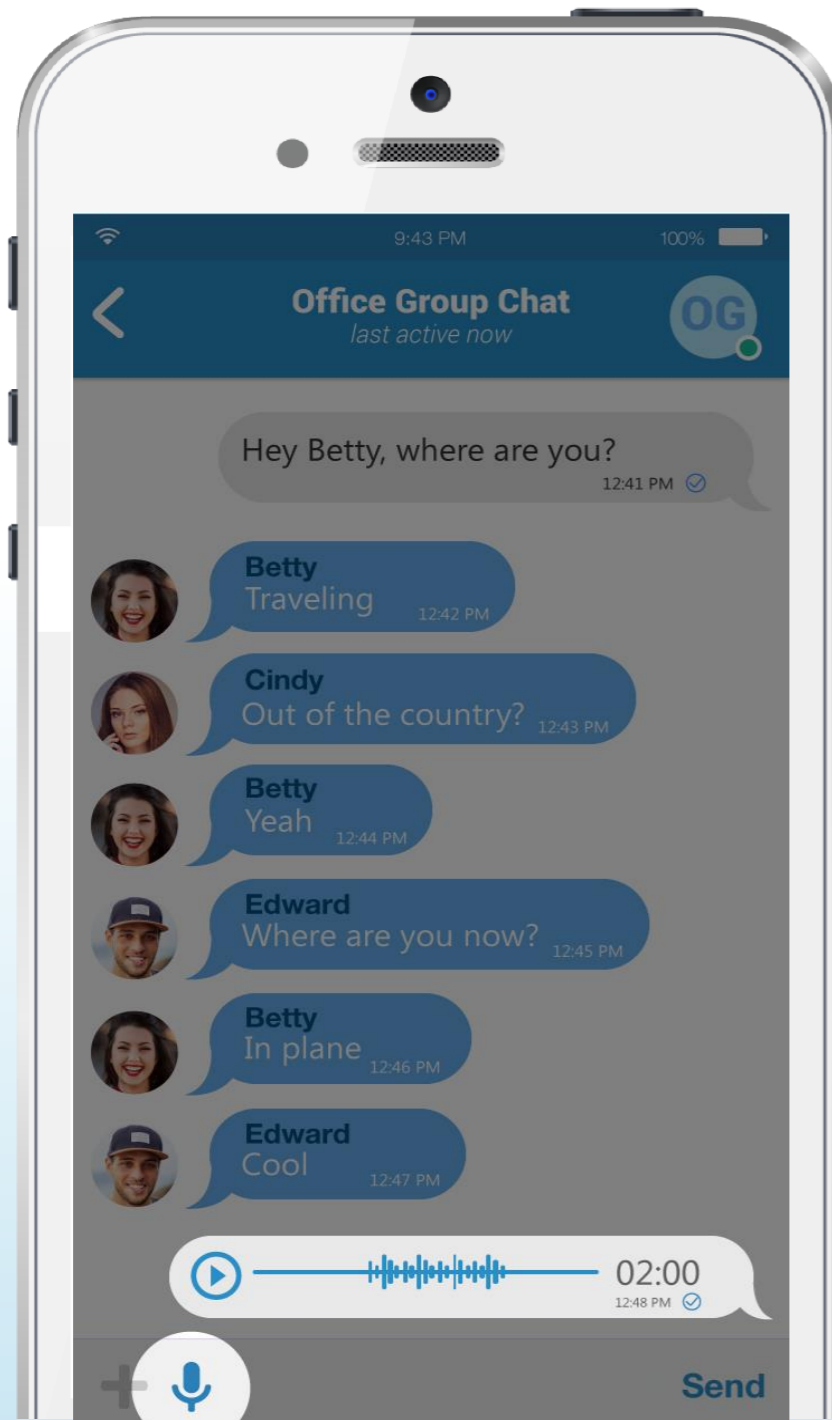 9:43 PM 100%
Office Group Chat
last active now
OG
Hey Betty, where are you?
12:41 PM
Betty
Traveling 12:42 PM
Cindy
Out of the country? 12:43 PM
Betty
Yeah 12:44 PM
Edward
Where are you now? 12:45 PM
Betty
In plane 12:46 PM
Edward
Cool 12:47 PM
02:00
12:48 PM
Send